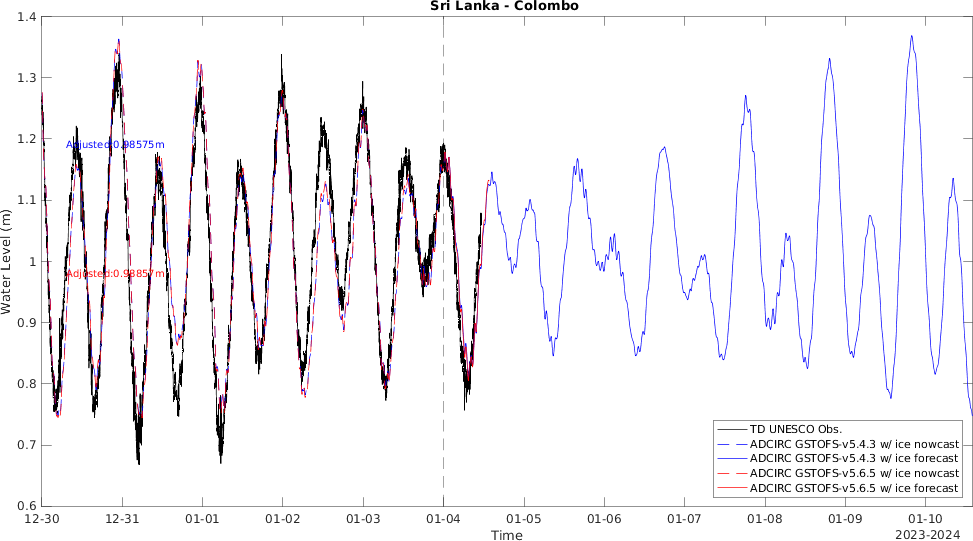 Sri Lanka - Colombo
1.4
1.3
1.2
1.1
1
0.9
0.8
0.7
0.6
Water Level (m)
Adjusted:0.98575m
Adjusted:0.98857m
TD UNESCO Obs.
ADCIRC GSTOFS-v5.4.3 w/ ice nowcast
ADCIRC GSTOFS-v5.4.3 w/ ice forecast
ADCIRC GSTOFS-v5.6.5 w/ ice nowcast
ADCIRC GSTOFS-v5.6.5 w/ ice forecast
12-30 12-31 01-01 01-02 01-03 01-04 01-05 01-06 01-07 01-08 01-09 01-10
Time
2023-2024